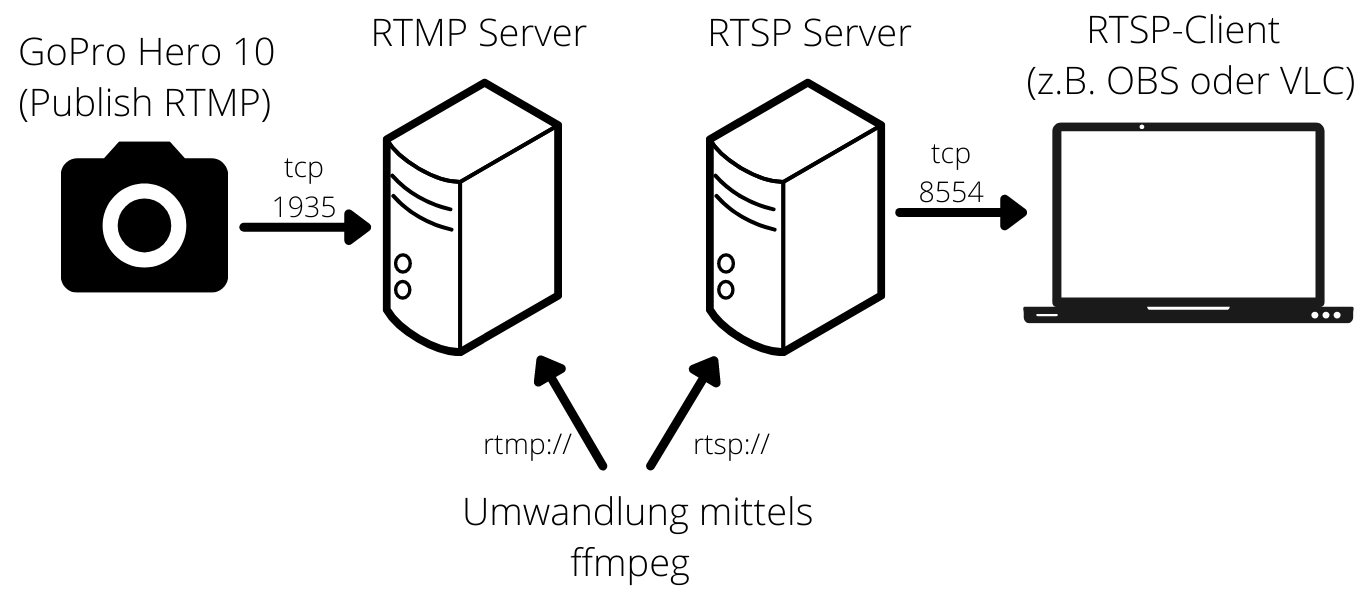 GoPro Hero 10
(Publish RTMP)
tcp
1935
RTMP Server
RTSP Server
tcp
8554
RTSP-Client
(z.B. OBS oder VLC)
rtmp://
rtsp://
Umwandlung mittels
ffmpeg